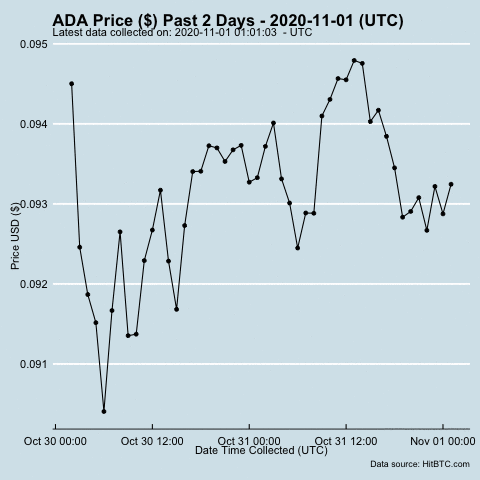 ADA Price ($) Past 2 Days - 2020-11-01 (UTC)
Latest data collected on: 2020-11-01 01:01:03  - UTC
0.095
0.094
0.093
0.092
0.091
Price USD ($)
Oct 30 00:00 Oct 30 12:00 Oct 31 00:00 Oct 31 12:00 Nov 01 00:00
Date Time Collected (UTC)
Data source: HitBTC.com